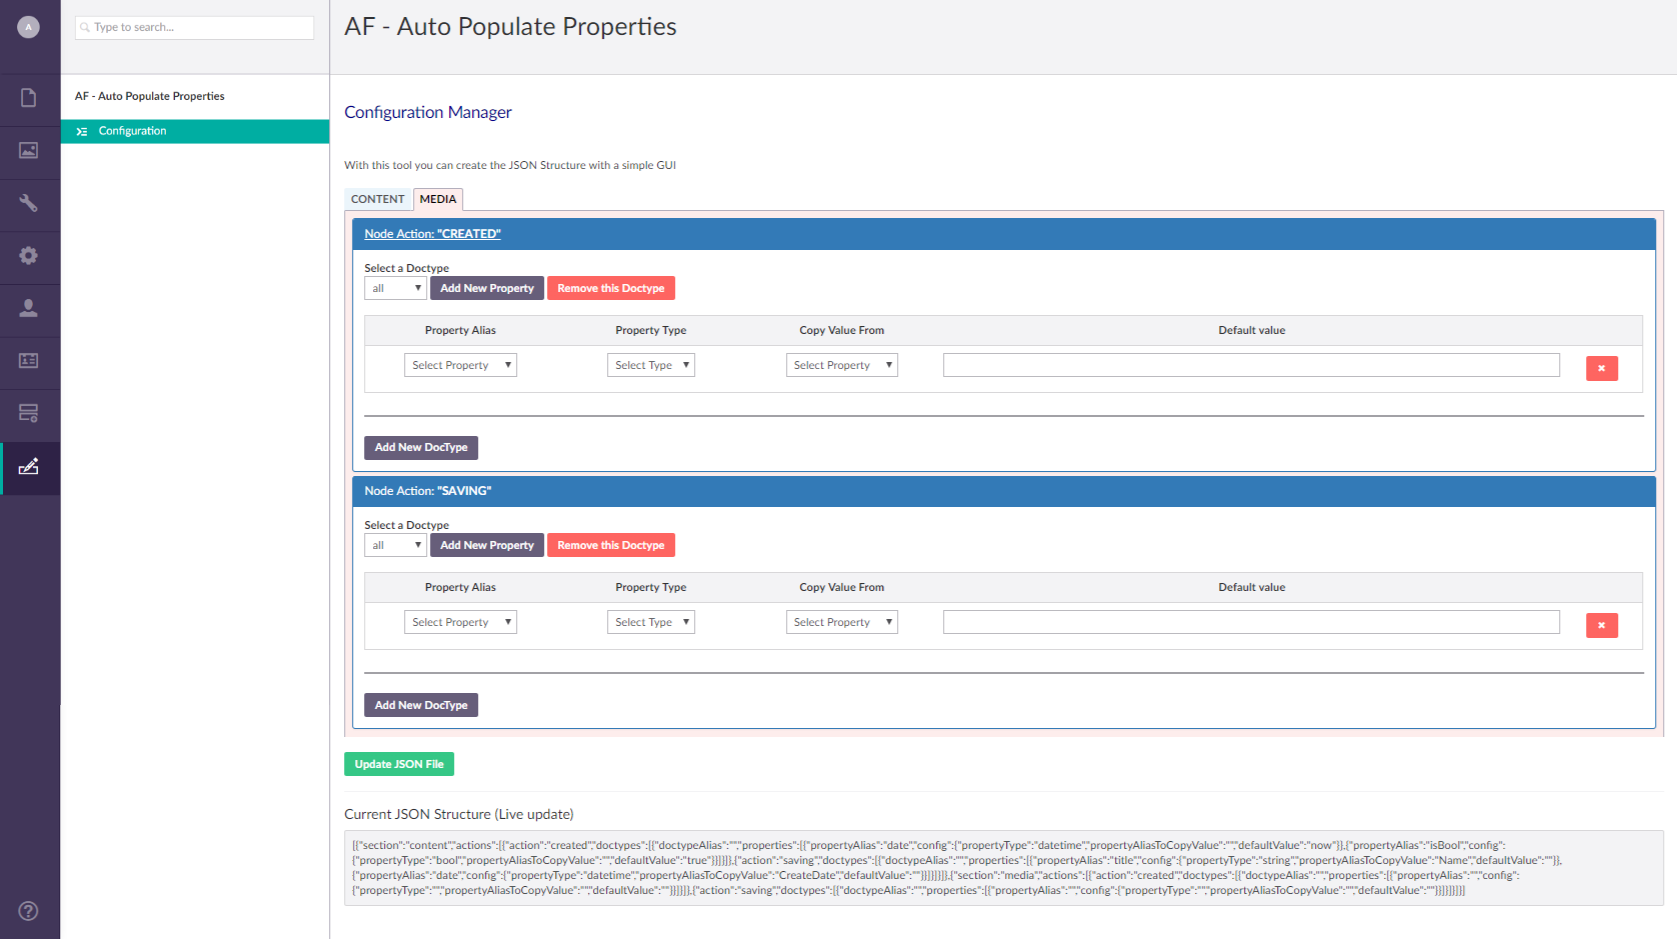 A
Type to search...
AF - Auto Populate Properties
AF - Auto Populate Properties
Configuration
Configuration Manager
With this tool you can create the JSON Structure with a simple GUI
CONTENT MEDIA
Node Action: "CREATED"
Select a Doctype
all Add New Property Remove this Doctype
Property Alias Property Type Copy Value From Default value
Select Property Select Type Select Property
Add New DocType
Node Action: "SAVING"
Select a Doctype
all Add New Property Remove this Doctype
Property Alias Property Type Copy Value From Default value
Select Property Select Type Select Property
Add New DocType
Update JSON File
Current JSON Structure (Live update)
[{"section":"content","actions":[{"action":"created","doctypes":[{"doctypeAlias":"","properties":[{"propertyAlias":"date","config":{"propertyType":"datetime","propertyAliasToCopyValue":"","defaultValue":"now"}},{"propertyAlias":"isBool","config":
{"propertyType":"bool","propertyAliasToCopyValue":"","defaultValue":"true"}}]}]},{"action":"saving","doctypes":[{"doctypeAlias":"","properties":[{"propertyAlias":"title","config":{"propertyType":"string","propertyAliasToCopyValue":"Name","defaultValue":""}},
{"propertyAlias":"date","config":{"propertyType":"datetime","propertyAliasToCopyValue":"CreateDate","defaultValue":""}}]}]}]},{"section":"media","actions":[{"action":"created","doctypes":[{"doctypeAlias":"","properties":[{"propertyAlias":"","config":
{"propertyType":"","propertyAliasToCopyValue":"","defaultValue":""}}]}]},{"action":"saving","doctypes":[{"doctypeAlias":"","properties":[{"propertyAlias":"","config":{"propertyType":"","propertyAliasToCopyValue":"","defaultValue":""}}]}]}]}]